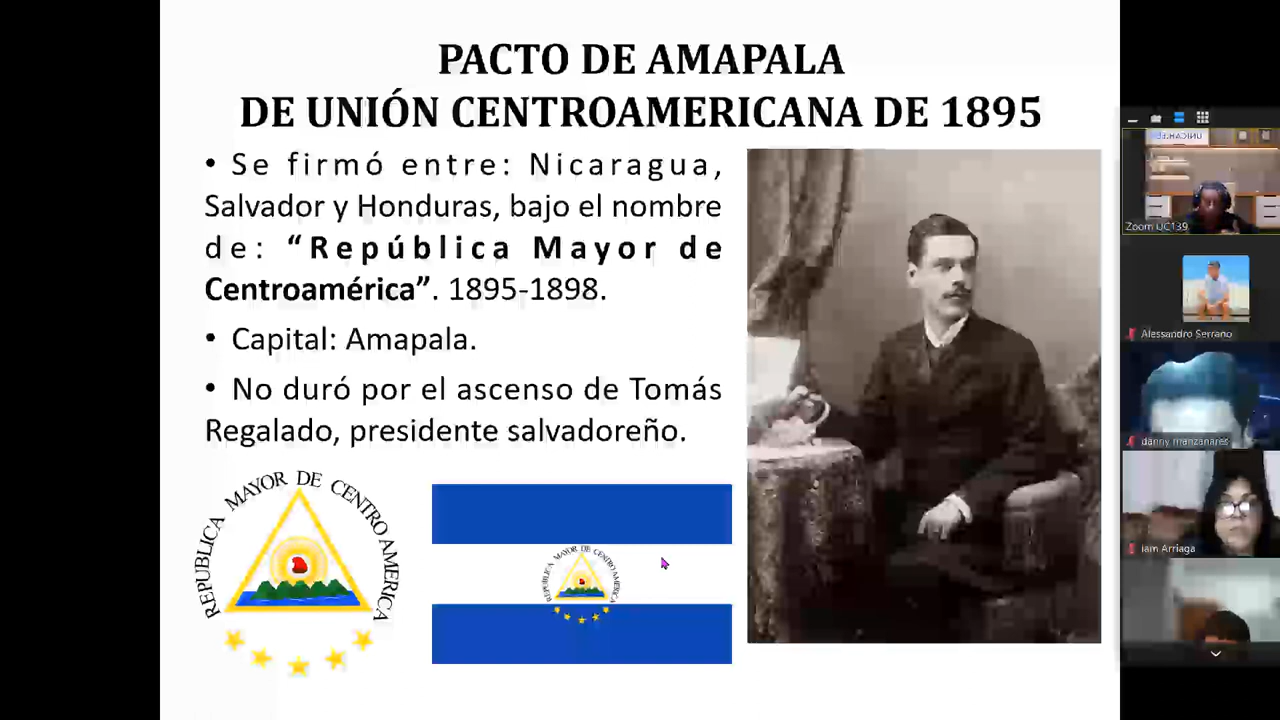 PACTO DE AMAPALA
DE UNIÓN CENTROAMERICANA DE 1895
• Se firmó entre: Nicaragua,
Salvador y Honduras, bajo el nombre
de: “República Mayor de
Centroamérica”. 1895-1898.
• Capital: Amapala.
• No duró por el ascenso de Tomás
Regalado, presidente salvadoreño.
REPUBLICA MAYOR DE CENTRO AMERICA
REPUBLICA MAYOR DE CENTRO AMERICA
Zoom UC139
Alessandro Serrano
danny manzanares
iam Arriaga